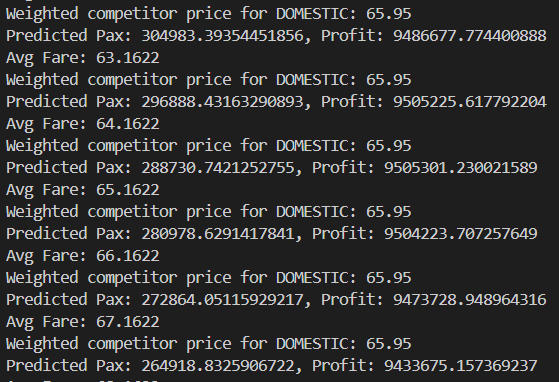 Weighted competitor price for DOMESTIC: 65.95
Predicted Pax: 304983.39354451856, Profit: 9486677.774400888
Avg Fare: 63.1622
Weighted competitor price for DOMESTIC: 65.95
Predicted Pax: 296888.43163290893, Profit: 9505225.617792204
Avg Fare: 64.1622
Weighted competitor price for DOMESTIC: 65.95
Predicted Pax: 288730.7421252755, Profit: 9505301.230021589
Avg Fare: 65.1622
Weighted competitor price for DOMESTIC: 65.95
Predicted Pax: 280978.6291417841, Profit: 9504223.707257649
Avg Fare: 66.1622
Weighted competitor price for DOMESTIC: 65.95
Predicted Pax: 272864.05115929217, Profit: 9473728.948964316
Avg Fare: 67.1622
Weighted competitor price for DOMESTIC: 65.95
Predicted Pax: 264918.8325906722, Profit: 9433675.157369237